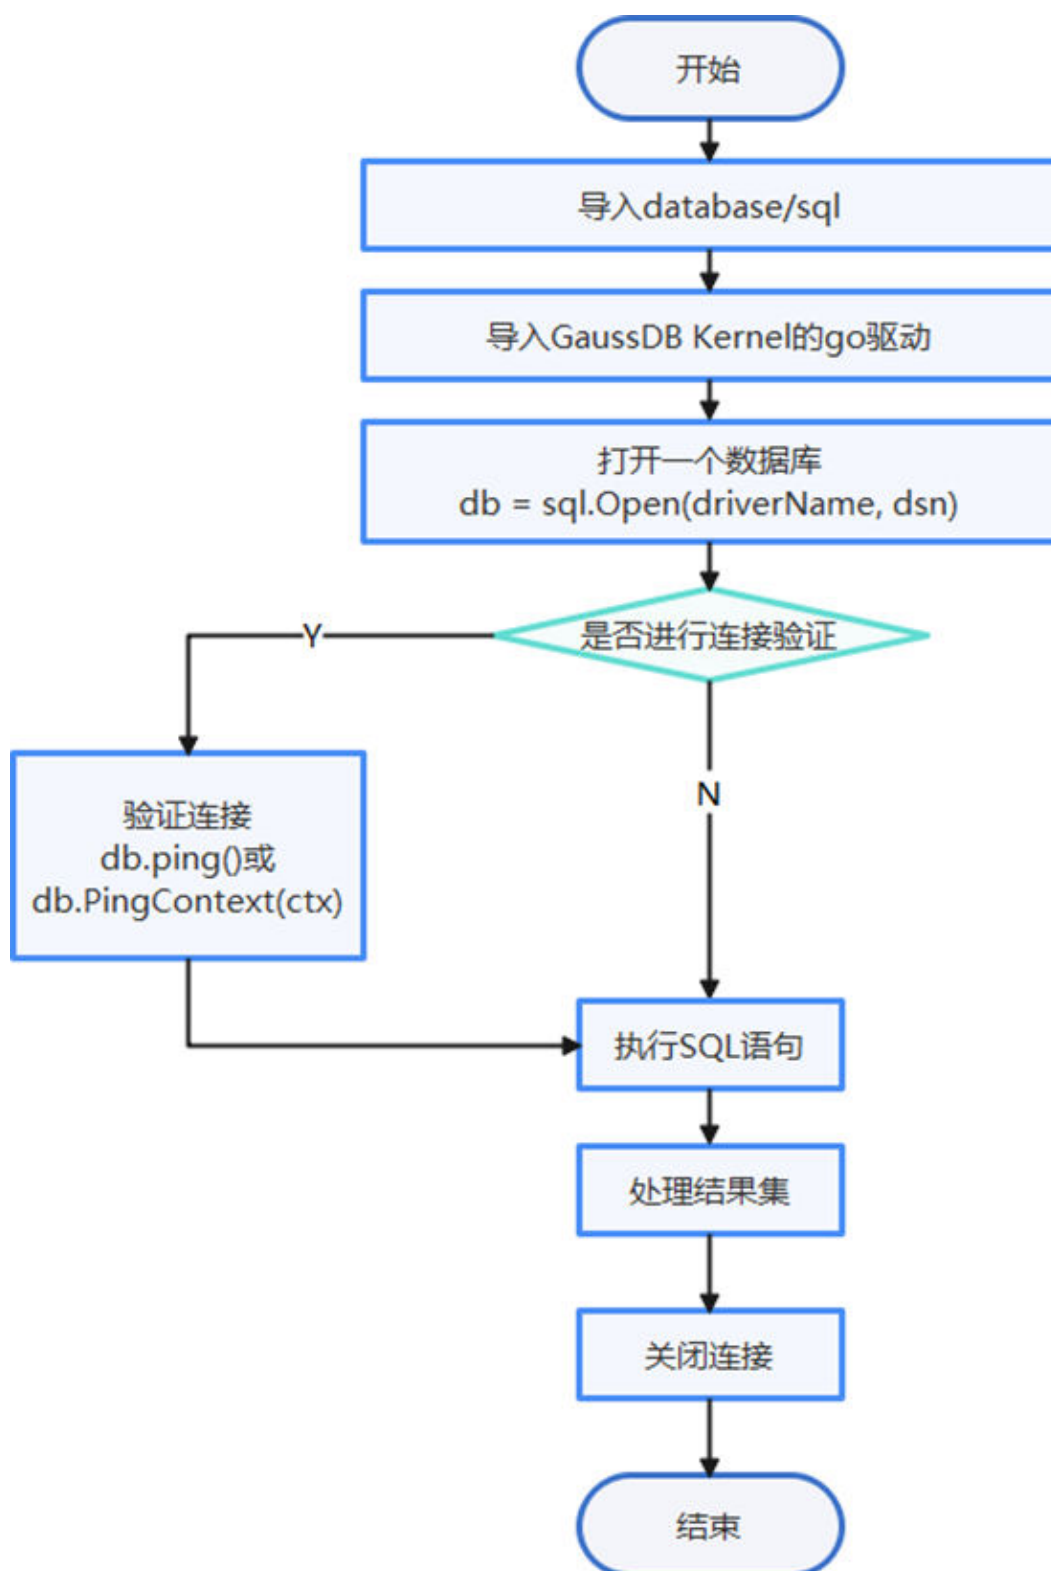 开始
导入database/sql
导入GaussDB Kernel的go驱动
打开一个数据库
db = sql.Open(driverName, dsn)
是否进行连接验证
Y
N
验证连接
db.ping()或
db.PingContext(ctx)
执行SQL语句
处理结果集
关闭连接
结束